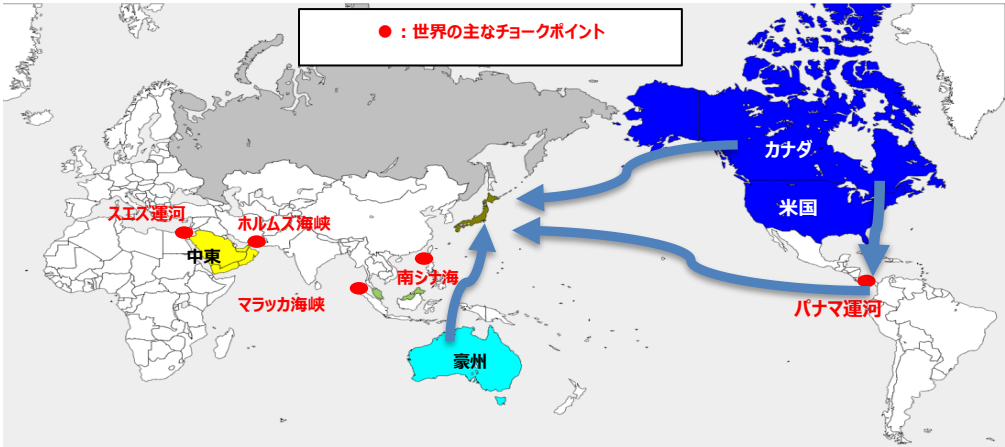 ●：世界の主なチョークポイント
カナダ
米国
スエズ運河
ホルムズ海峡
中東
南シナ海
マラッカ海峡
パナマ運河
豪州